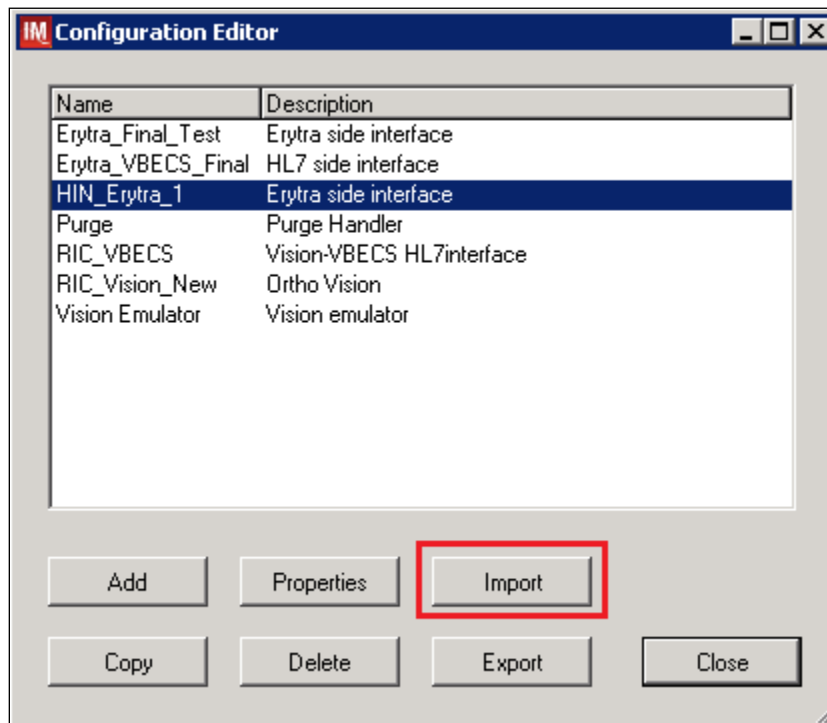 IM Configuration Editor
Name Description
Erytra_Final_Test Erytra side interface
Erytra_VBECS_Final HL7 side interface
HIN_Erytra_1 Erytra side interface
Purge Purge Handler
RIC_VBECS Vision-VBECS HL7interface
RIC_Vision_New Ortho Vision
Vision Emulator Vision emulator
Add Properties Import
Copy Delete Export Close